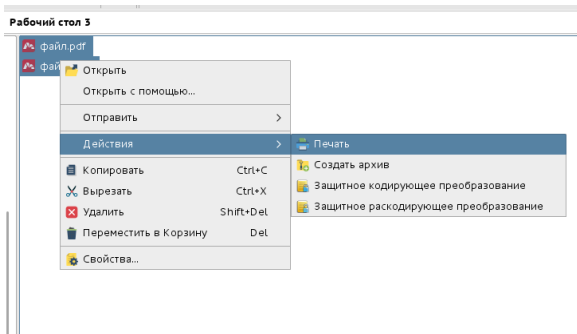 Рабочий стол 3
файл.pdf
фай
Открыть
Открыть с помощью...
Отправить
Действия
Печать
Создать архив
Защитное кодирующее преобразование
Защитное раскодирующее преобразование
Копировать Ctrl+C
Вырезать Ctrl+X
Удалить Shift+Del
Переместить в Корзину Del
Свойства...